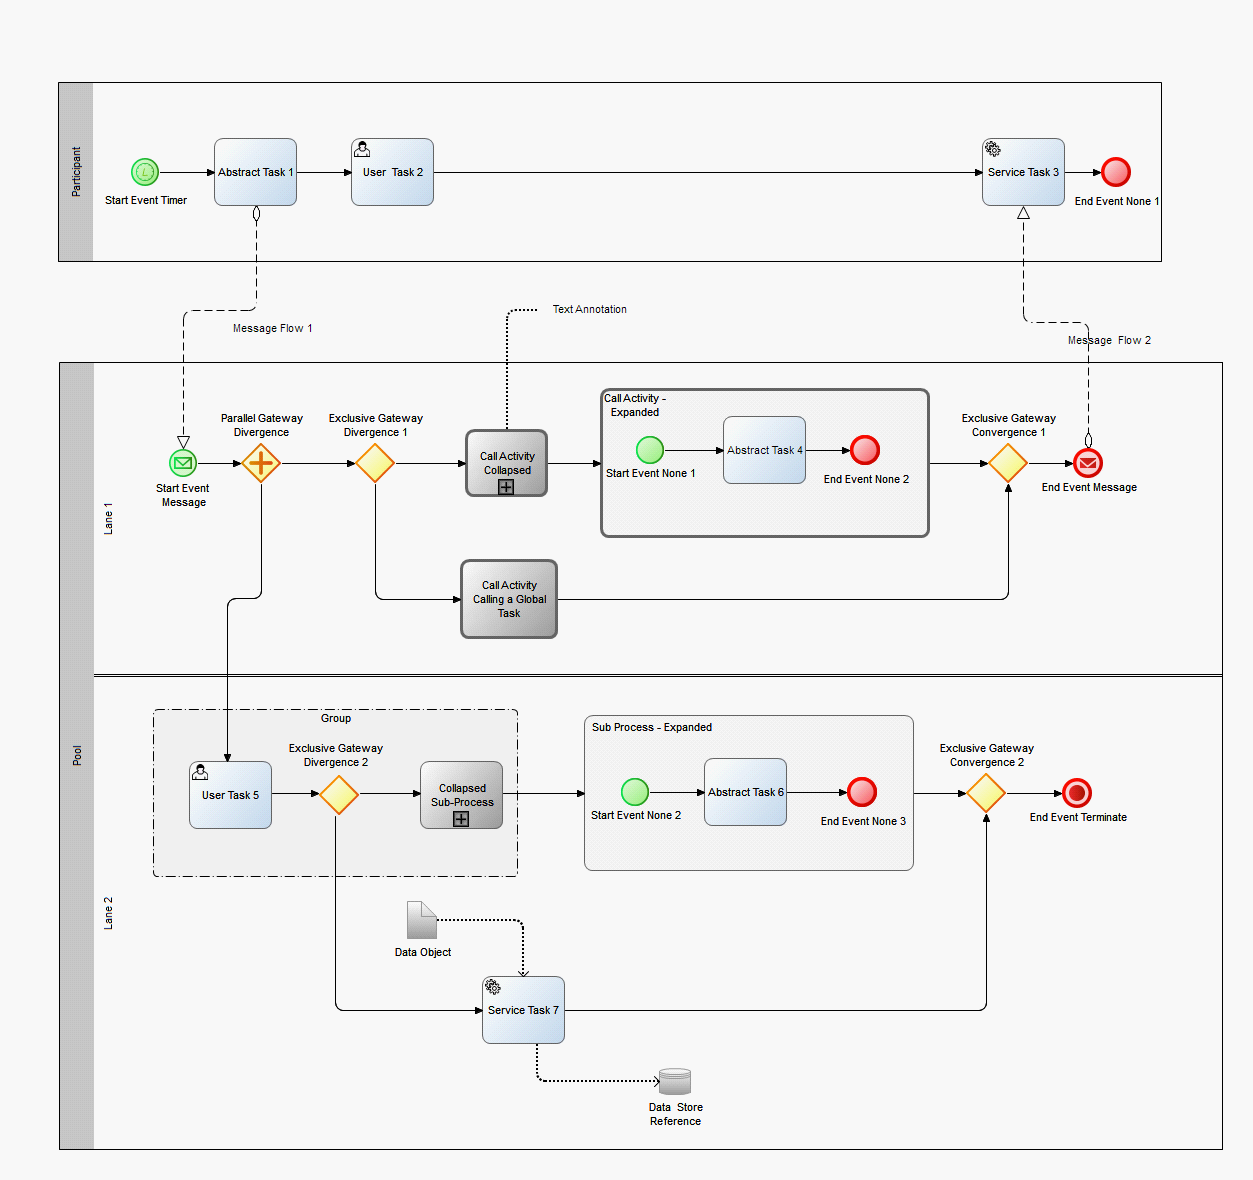 Participant
Abstract Task 1
User  Task 2
Service Task 3
Start Event Timer
End Event None 1
Text Annotation
Message Flow 1
Message  Flow 2
Pool
Lane 1
Call Activity -
Expanded
Parallel Gateway
Divergence
Exclusive Gateway
Divergence 1
Exclusive Gateway
Convergence 1
Call Activity
Collapsed
Abstract Task 4
Start Event None 1
End Event None 2
Start Event
Message
End Event Message
Call Activity
Calling a Global
Task
Lane 2
Group
Sub Process - Expanded
Exclusive Gateway
Divergence 2
Exclusive Gateway
Convergence 2
User Task 5
Collapsed
Sub-Process
Abstract Task 6
Start Event None 2
End Event None 3
End Event Terminate
Data Object
Service Task 7
Data  Store
Reference